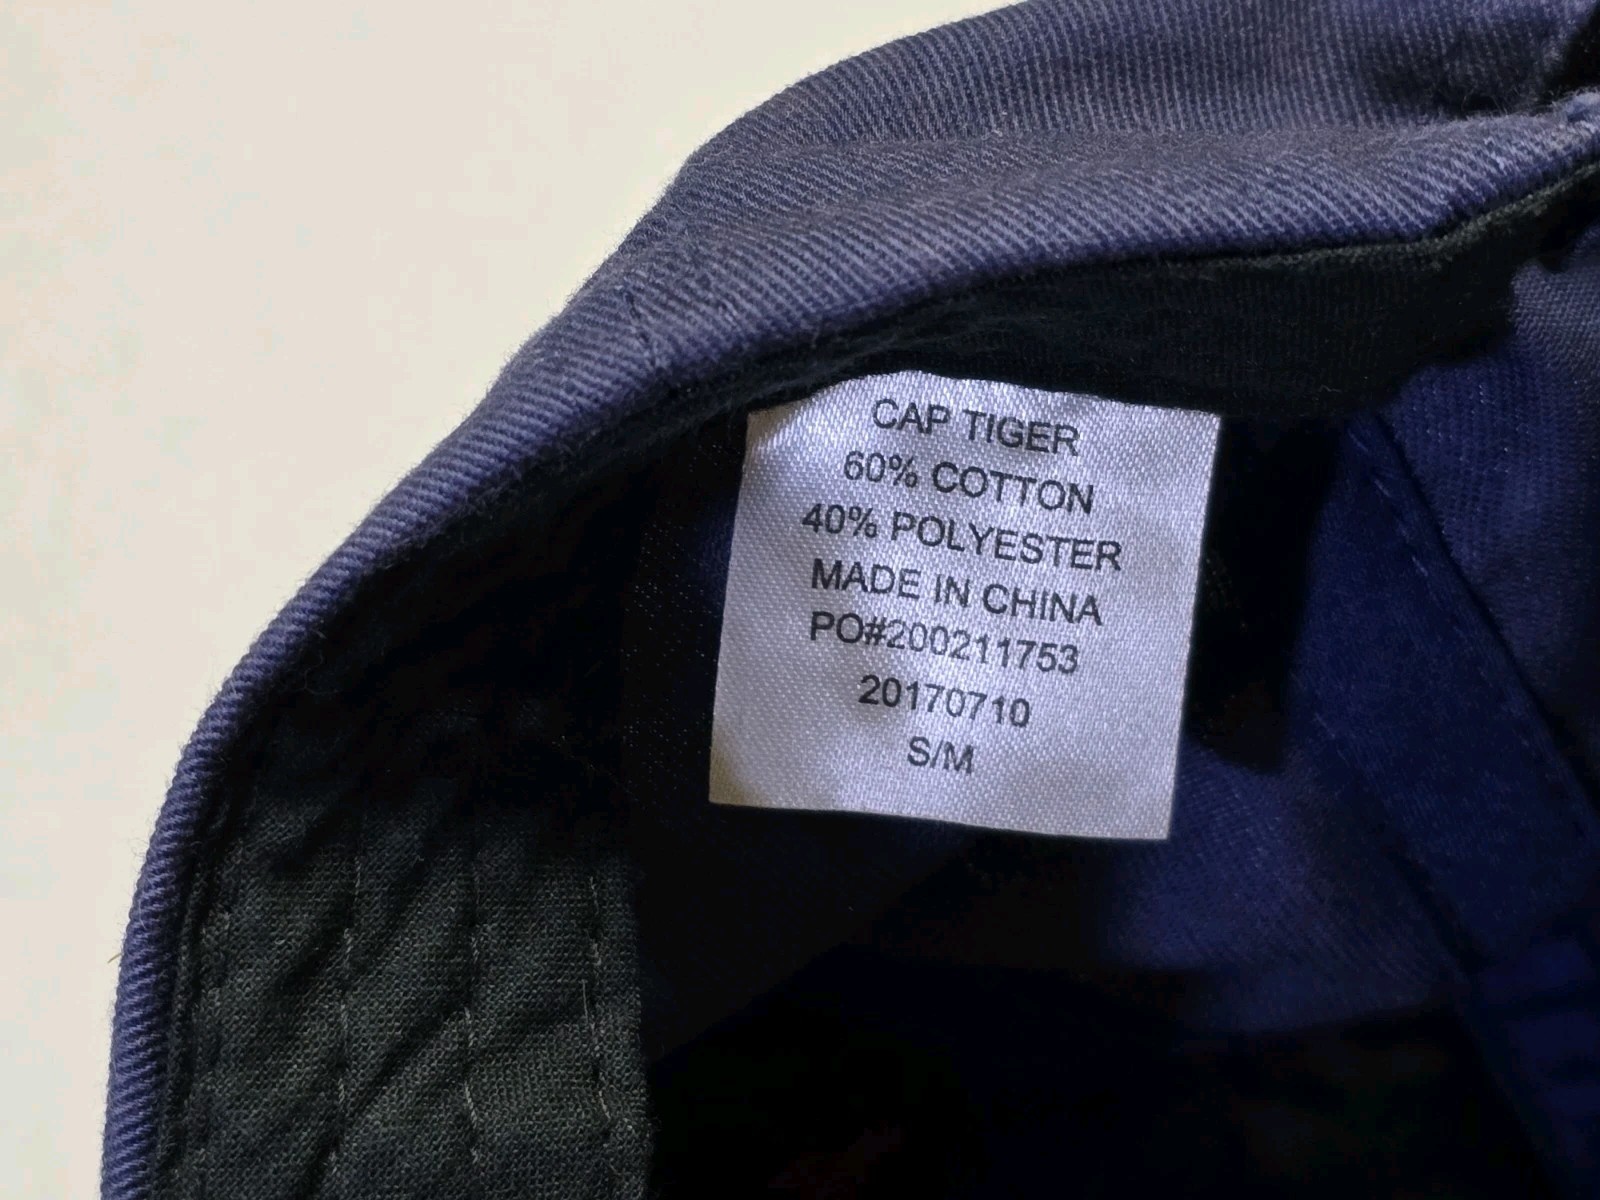 CAP TIGER
60% COTTON
40% POLYESTER
MADE IN CHINA
PO#200211753
20170710
S/M